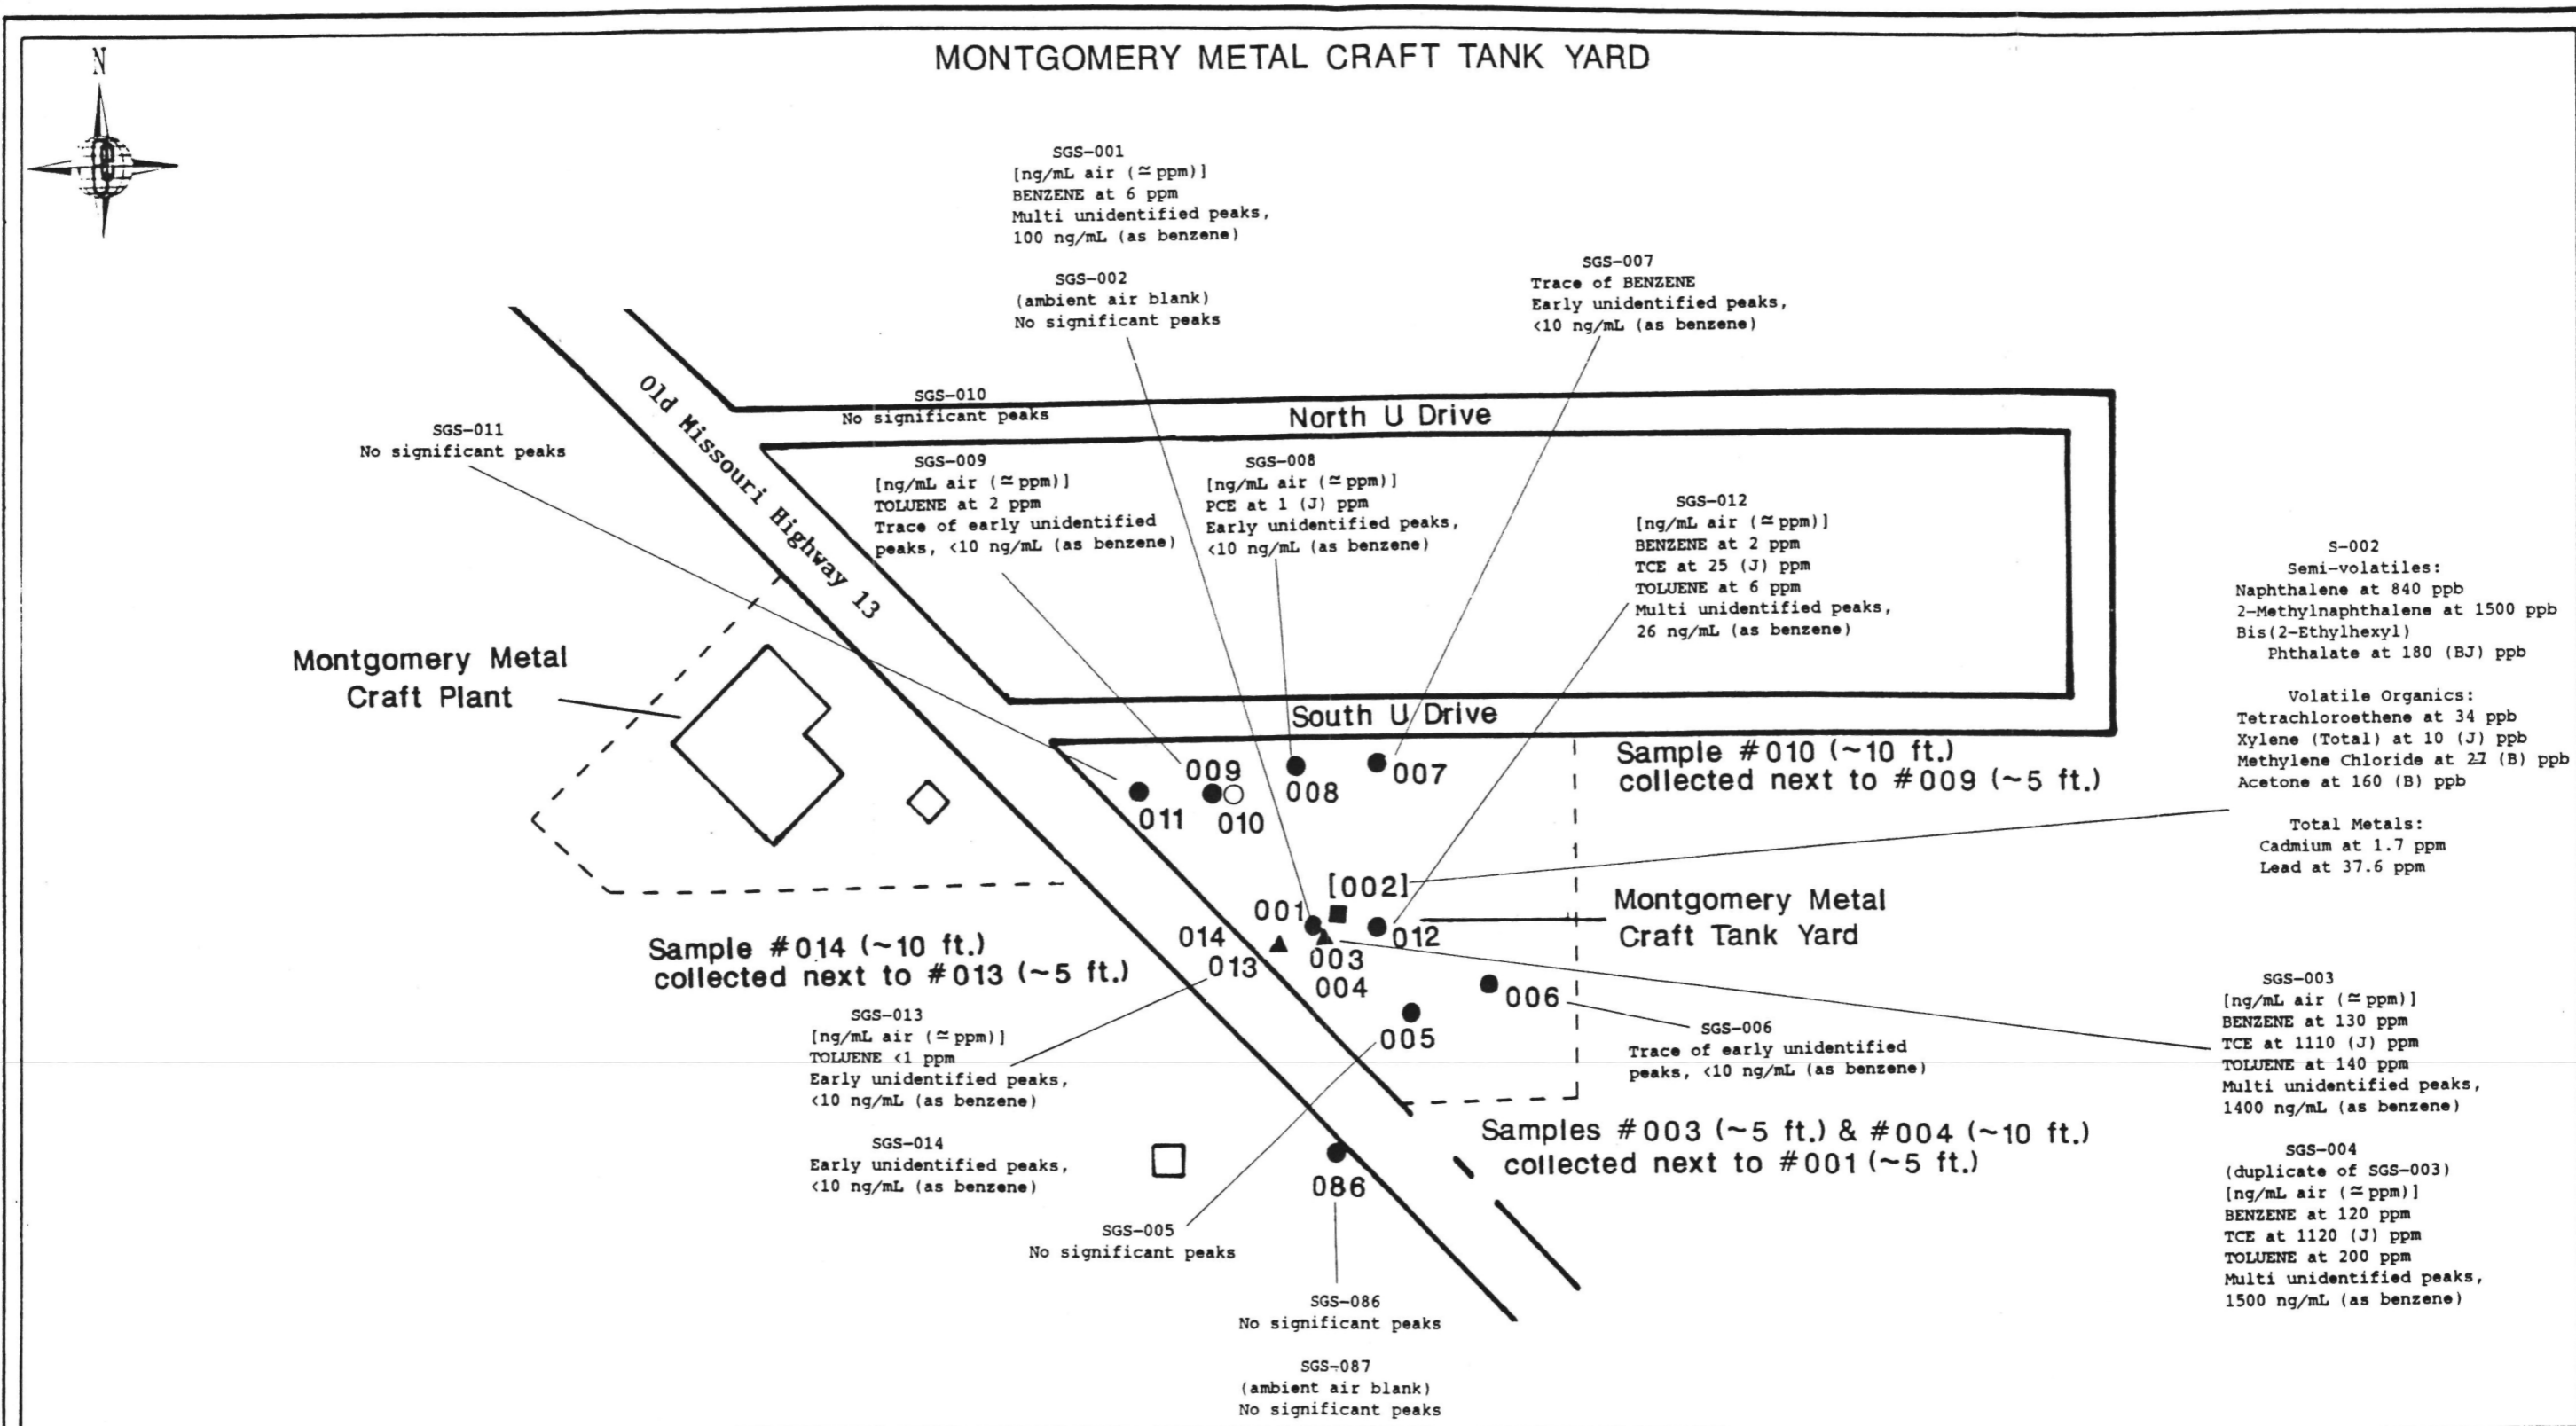 MONTGOMERY METAL CRAFT TANK YARD
N
SGS-001
[ng/mL air (≃ ppm)]
BENZENE at 6 ppm
Multi unidentified peaks,
100 ng/mL (as benzene)
SGS-002
(ambient air blank)
No significant peaks
SGS-007
Trace of BENZENE
Early unidentified peaks,
<10 ng/mL (as benzene)
Old Missouri Highway 13
SGS-010
No significant peaks
North U Drive
SGS-011
No significant peaks
SGS-009
[ng/mL air (≃ ppm)]
TOLUENE at 2 ppm
Trace of early unidentified
peaks, <10 ng/mL (as benzene)
SGS-008
[ng/mL air (≃ ppm)]
PCE at 1 (J) ppm
Early unidentified peaks,
<10 ng/mL (as benzene)
SGS-012
[ng/mL air (≃ ppm)]
BENZENE at 2 ppm
TCE at 25 (J) ppm
TOLUENE at 6 ppm
Multi unidentified peaks,
26 ng/mL (as benzene)
S-002
Semi-volatiles:
Naphthalene at 840 ppb
2-Methylnaphthalene at 1500 ppb
Bis(2-Ethylhexyl)
Phthalate at 180 (BJ) ppb
Volatile Organics:
Tetrachloroethene at 34 ppb
Xylene (Total) at 10 (J) ppb
Methylene Chloride at 27 (B) ppb
Acetone at 160 (B) ppb
Total Metals:
Cadmium at 1.7 ppm
Lead at 37.6 ppm
Montgomery Metal
Craft Plant
South U Drive
Sample #010 (~10 ft.)
collected next to #009 (~5 ft.)
009
008
007
011
010
[002]
001
012
003
004
014
013
006
005
Montgomery Metal
Craft Tank Yard
Sample #014 (~10 ft.)
collected next to #013 (~5 ft.)
SGS-013
[ng/mL air (≃ ppm)]
TOLUENE <1 ppm
Early unidentified peaks,
<10 ng/mL (as benzene)
SGS-014
Early unidentified peaks,
<10 ng/mL (as benzene)
SGS-006
Trace of early unidentified
peaks, <10 ng/mL (as benzene)
SGS-003
[ng/mL air (≃ ppm)]
BENZENE at 130 ppm
TCE at 1110 (J) ppm
TOLUENE at 140 ppm
Multi unidentified peaks,
1400 ng/mL (as benzene)
Samples #003 (~5 ft.) & #004 (~10 ft.)
collected next to #001 (~5 ft.)
SGS-004
(duplicate of SGS-003)
[ng/mL air (≃ ppm)]
BENZENE at 120 ppm
TCE at 1120 (J) ppm
TOLUENE at 200 ppm
Multi unidentified peaks,
1500 ng/mL (as benzene)
086
SGS-005
No significant peaks
SGS-086
No significant peaks
SGS-087
(ambient air blank)
No significant peaks